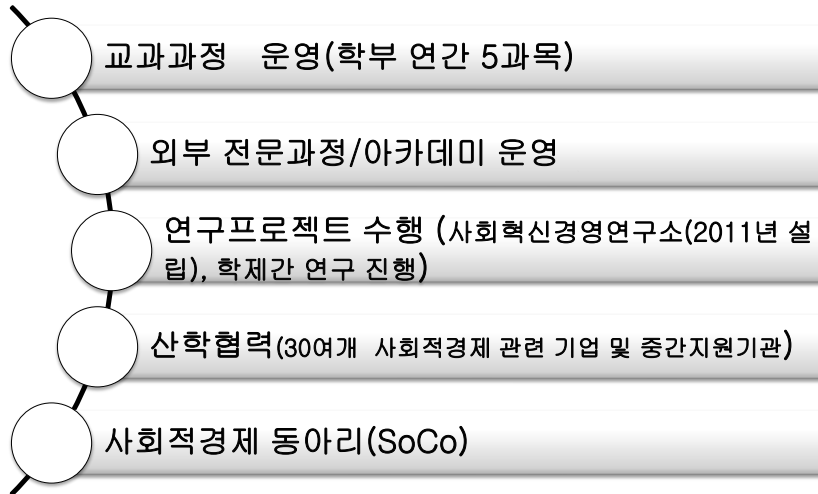 교과과정 운영(학부 연간 5과목)
외부 전문과정/아카데미 운영
연구프로젝트 수행 (사회혁신경영연구소(2011년 설
립), 학제간 연구 진행)
산학협력(30여개 사회적경제 관련 기업 및 중간지원기관)
사회적경제 동아리(SoCo)